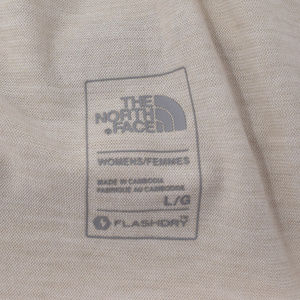 THE
NORTH
FACE
WOMENS/FEMMES
MADE IN CAMBODIA
FABRIQUÉ AU CAMBODGE
L/G
FLASHDRY